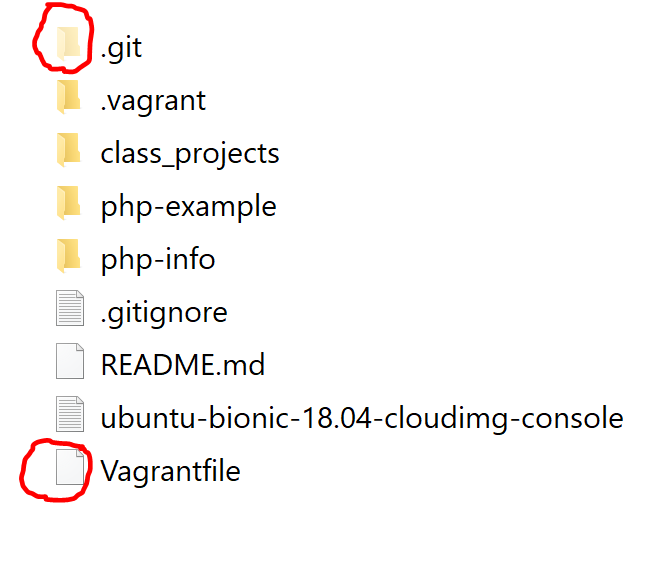 .git
.vagrant
class_projects
php-example
php-info
.gitignore
README.md
ubuntu-bionic-18.04-cloudimg-console
Vagrantfile